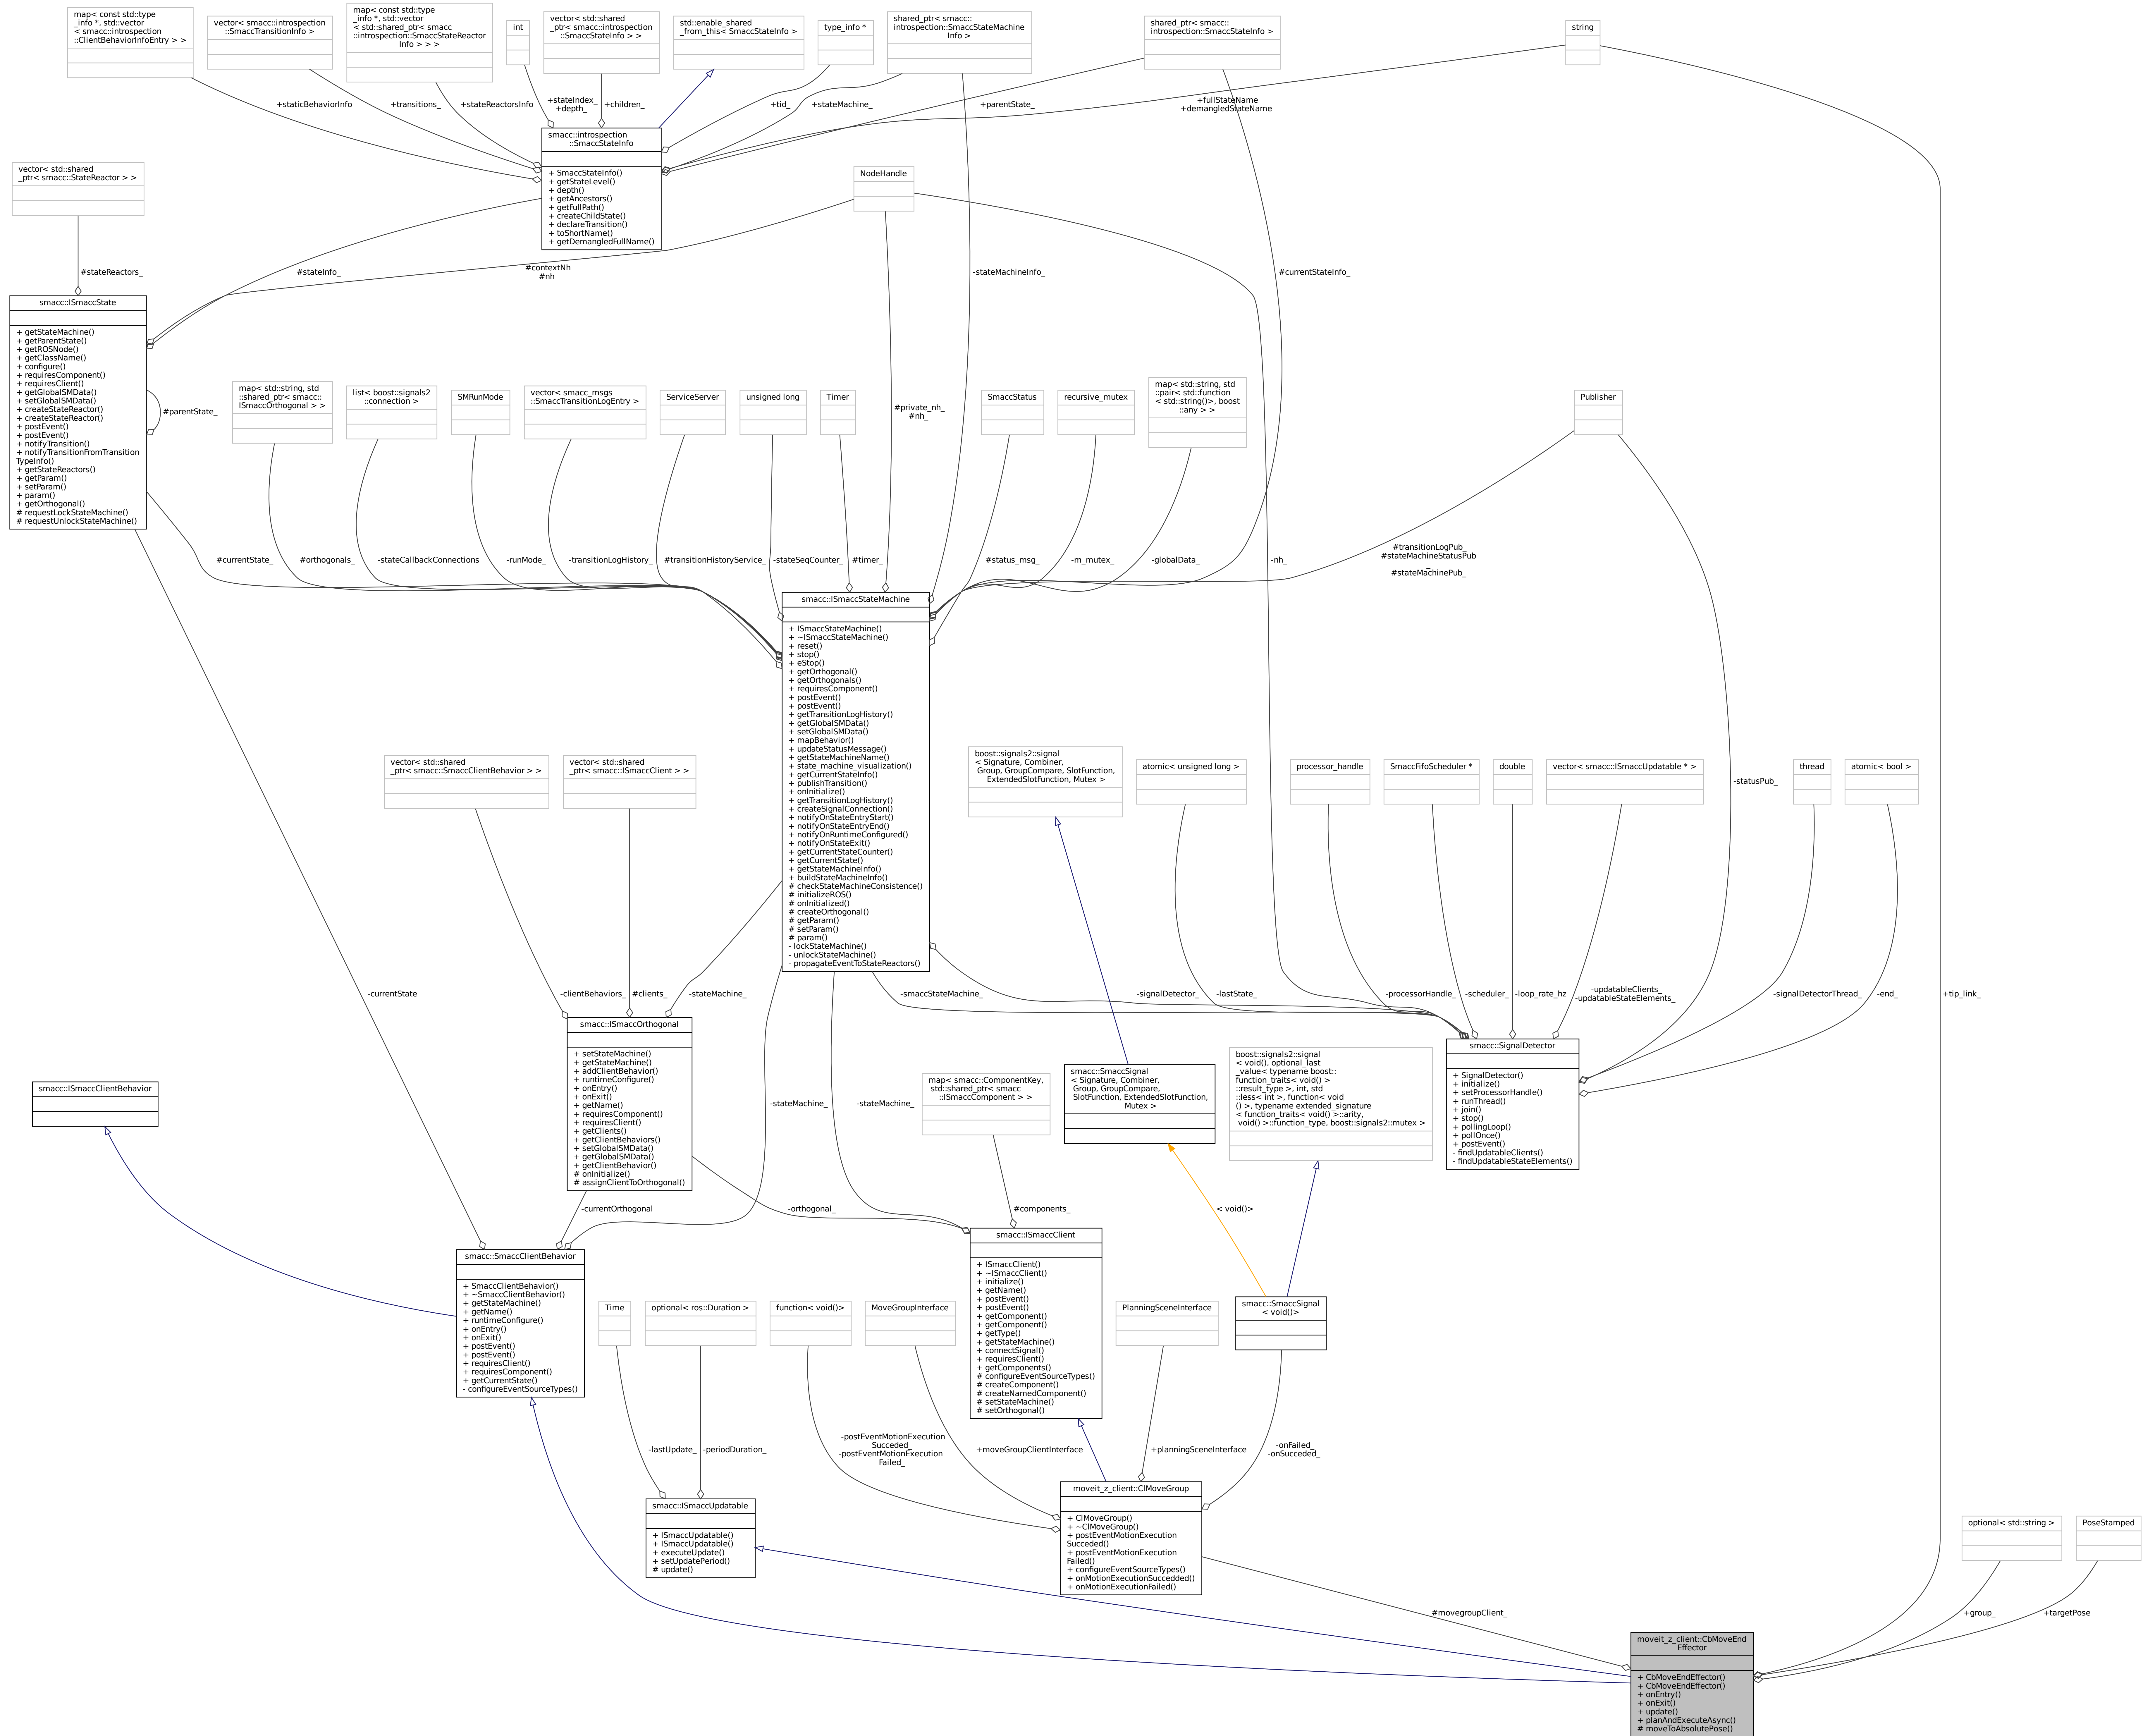 map< const std::type
_info *, std::vector
< smacc::introspection
::ClientBehaviorInfoEntry > >
vector< smacc::introspection
::SmaccTransitionInfo >
map< const std::type
_info *, std::vector
< std::shared_ptr< smacc
::introspection::SmaccStateReactor
Info > > >
int
vector< std::shared
_ptr< smacc::introspection
::SmaccStateInfo > >
std::enable_shared
_from_this< SmaccStateInfo >
type_info *
shared_ptr< smacc::
introspection::SmaccStateMachine
Info >
shared_ptr< smacc::
introspection::SmaccStateInfo >
string
+staticBehaviorInfo
+transitions_
+stateReactorsInfo
+stateIndex_
+depth_
+children_
+tid_
+stateMachine_
+parentState_
+fullStateName
+demangledStateName
smacc::introspection
::SmaccStateInfo
+ SmaccStateInfo()
+ getStateLevel()
+ depth()
+ getAncestors()
+ getFullPath()
+ createChildState()
+ declareTransition()
+ toShortName()
+ getDemangledFullName()
vector< std::shared
_ptr< smacc::StateReactor > >
NodeHandle
#stateReactors_
#stateInfo_
#contextNh
#nh
-stateMachineInfo_
#currentStateInfo_
smacc::ISmaccState
+ getStateMachine()
+ getParentState()
+ getROSNode()
+ getClassName()
+ configure()
+ requiresComponent()
+ requiresClient()
+ getGlobalSMData()
+ setGlobalSMData()
+ createStateReactor()
+ createStateReactor()
+ postEvent()
+ postEvent()
+ notifyTransition()
+ notifyTransitionFromTransition
TypeInfo()
+ getStateReactors()
+ getParam()
+ setParam()
+ param()
+ getOrthogonal()
# requestLockStateMachine()
# requestUnlockStateMachine()
#parentState_
map< std::string, std
::shared_ptr< smacc::
ISmaccOrthogonal > >
list< boost::signals2
::connection >
SMRunMode
vector< smacc_msgs
::SmaccTransitionLogEntry >
ServiceServer
unsigned long
Timer
#private_nh_
#nh_
SmaccStatus
recursive_mutex
map< std::string, std
::pair< std::function
< std::string()>, boost
::any > >
Publisher
#currentState_
#orthogonals_
-stateCallbackConnections
-runMode_
-transitionLogHistory_
#transitionHistoryService_
-stateSeqCounter_
#timer_
#status_msg_
-m_mutex_
-globalData_
-nh_
#transitionLogPub_
#stateMachineStatusPub
_
#stateMachinePub_
smacc::ISmaccStateMachine
+ ISmaccStateMachine()
+ ~ISmaccStateMachine()
+ reset()
+ stop()
+ eStop()
+ getOrthogonal()
+ getOrthogonals()
+ requiresComponent()
+ postEvent()
+ postEvent()
+ getTransitionLogHistory()
+ getGlobalSMData()
+ setGlobalSMData()
+ mapBehavior()
+ updateStatusMessage()
+ getStateMachineName()
+ state_machine_visualization()
+ getCurrentStateInfo()
+ publishTransition()
+ onInitialize()
+ getTransitionLogHistory()
+ createSignalConnection()
+ notifyOnStateEntryStart()
+ notifyOnStateEntryEnd()
+ notifyOnRuntimeConfigured()
+ notifyOnStateExit()
+ getCurrentStateCounter()
+ getCurrentState()
+ getStateMachineInfo()
+ buildStateMachineInfo()
# checkStateMachineConsistence()
# initializeROS()
# onInitialized()
# createOrthogonal()
# getParam()
# setParam()
# param()
- lockStateMachine()
- unlockStateMachine()
- propagateEventToStateReactors()
vector< std::shared
_ptr< smacc::SmaccClientBehavior > >
vector< std::shared
_ptr< smacc::ISmaccClient > >
boost::signals2::signal
< Signature, Combiner,
Group, GroupCompare, SlotFunction,
ExtendedSlotFunction, Mutex >
atomic< unsigned long >
processor_handle
SmaccFifoScheduler *
double
vector< smacc::ISmaccUpdatable * >
-statusPub_
thread
atomic< bool >
-currentState
-clientBehaviors_
#clients_
-stateMachine_
-smaccStateMachine_
-signalDetector_
-lastState_
-processorHandle_
-scheduler_
-loop_rate_hz
-updatableClients_
-updatableStateElements_
-signalDetectorThread_
-end_
+tip_link_
smacc::ISmaccOrthogonal
+ setStateMachine()
+ getStateMachine()
+ addClientBehavior()
+ runtimeConfigure()
+ onEntry()
+ onExit()
+ getName()
+ requiresComponent()
+ requiresClient()
+ getClients()
+ getClientBehaviors()
+ setGlobalSMData()
+ getGlobalSMData()
+ getClientBehavior()
# onInitialize()
# assignClientToOrthogonal()
smacc::SignalDetector
+ SignalDetector()
+ initialize()
+ setProcessorHandle()
+ runThread()
+ join()
+ stop()
+ pollingLoop()
+ pollOnce()
+ postEvent()
- findUpdatableClients()
- findUpdatableStateElements()
smacc::ISmaccClientBehavior
-stateMachine_
-stateMachine_
map< smacc::ComponentKey,
std::shared_ptr< smacc
::ISmaccComponent > >
smacc::SmaccSignal
< Signature, Combiner,
Group, GroupCompare,
SlotFunction, ExtendedSlotFunction,
Mutex >
boost::signals2::signal
< void(), optional_last
_value< typename boost::
function_traits< void() >
::result_type >, int, std
::less< int >, function< void
() >, typename extended_signature
< function_traits< void() >::arity,
void() >::function_type, boost::signals2::mutex >
-currentOrthogonal
-orthogonal_
#components_
< void()>
smacc::SmaccClientBehavior
+ SmaccClientBehavior()
+ ~SmaccClientBehavior()
+ getStateMachine()
+ getName()
+ runtimeConfigure()
+ onEntry()
+ onExit()
+ postEvent()
+ postEvent()
+ requiresClient()
+ requiresComponent()
+ getCurrentState()
- configureEventSourceTypes()
smacc::ISmaccClient
+ ISmaccClient()
+ ~ISmaccClient()
+ initialize()
+ getName()
+ postEvent()
+ postEvent()
+ getComponent()
+ getComponent()
+ getType()
+ getStateMachine()
+ connectSignal()
+ requiresClient()
+ getComponents()
# configureEventSourceTypes()
# createComponent()
# createNamedComponent()
# setStateMachine()
# setOrthogonal()
Time
optional< ros::Duration >
function< void()>
MoveGroupInterface
PlanningSceneInterface
smacc::SmaccSignal
< void()>
-lastUpdate_
-periodDuration_
-postEventMotionExecution
Succeded_
-postEventMotionExecution
Failed_
+moveGroupClientInterface
+planningSceneInterface
-onFailed_
-onSucceded_
smacc::ISmaccUpdatable
+ ISmaccUpdatable()
+ ISmaccUpdatable()
+ executeUpdate()
+ setUpdatePeriod()
# update()
moveit_z_client::ClMoveGroup
+ ClMoveGroup()
+ ~ClMoveGroup()
+ postEventMotionExecution
Succeded()
+ postEventMotionExecution
Failed()
+ configureEventSourceTypes()
+ onMotionExecutionSuccedded()
+ onMotionExecutionFailed()
optional< std::string >
PoseStamped
#movegroupClient_
+group_
+targetPose
moveit_z_client::CbMoveEnd
Effector
+ CbMoveEndEffector()
+ CbMoveEndEffector()
+ onEntry()
+ onExit()
+ update()
+ planAndExecuteAsync()
# moveToAbsolutePose()